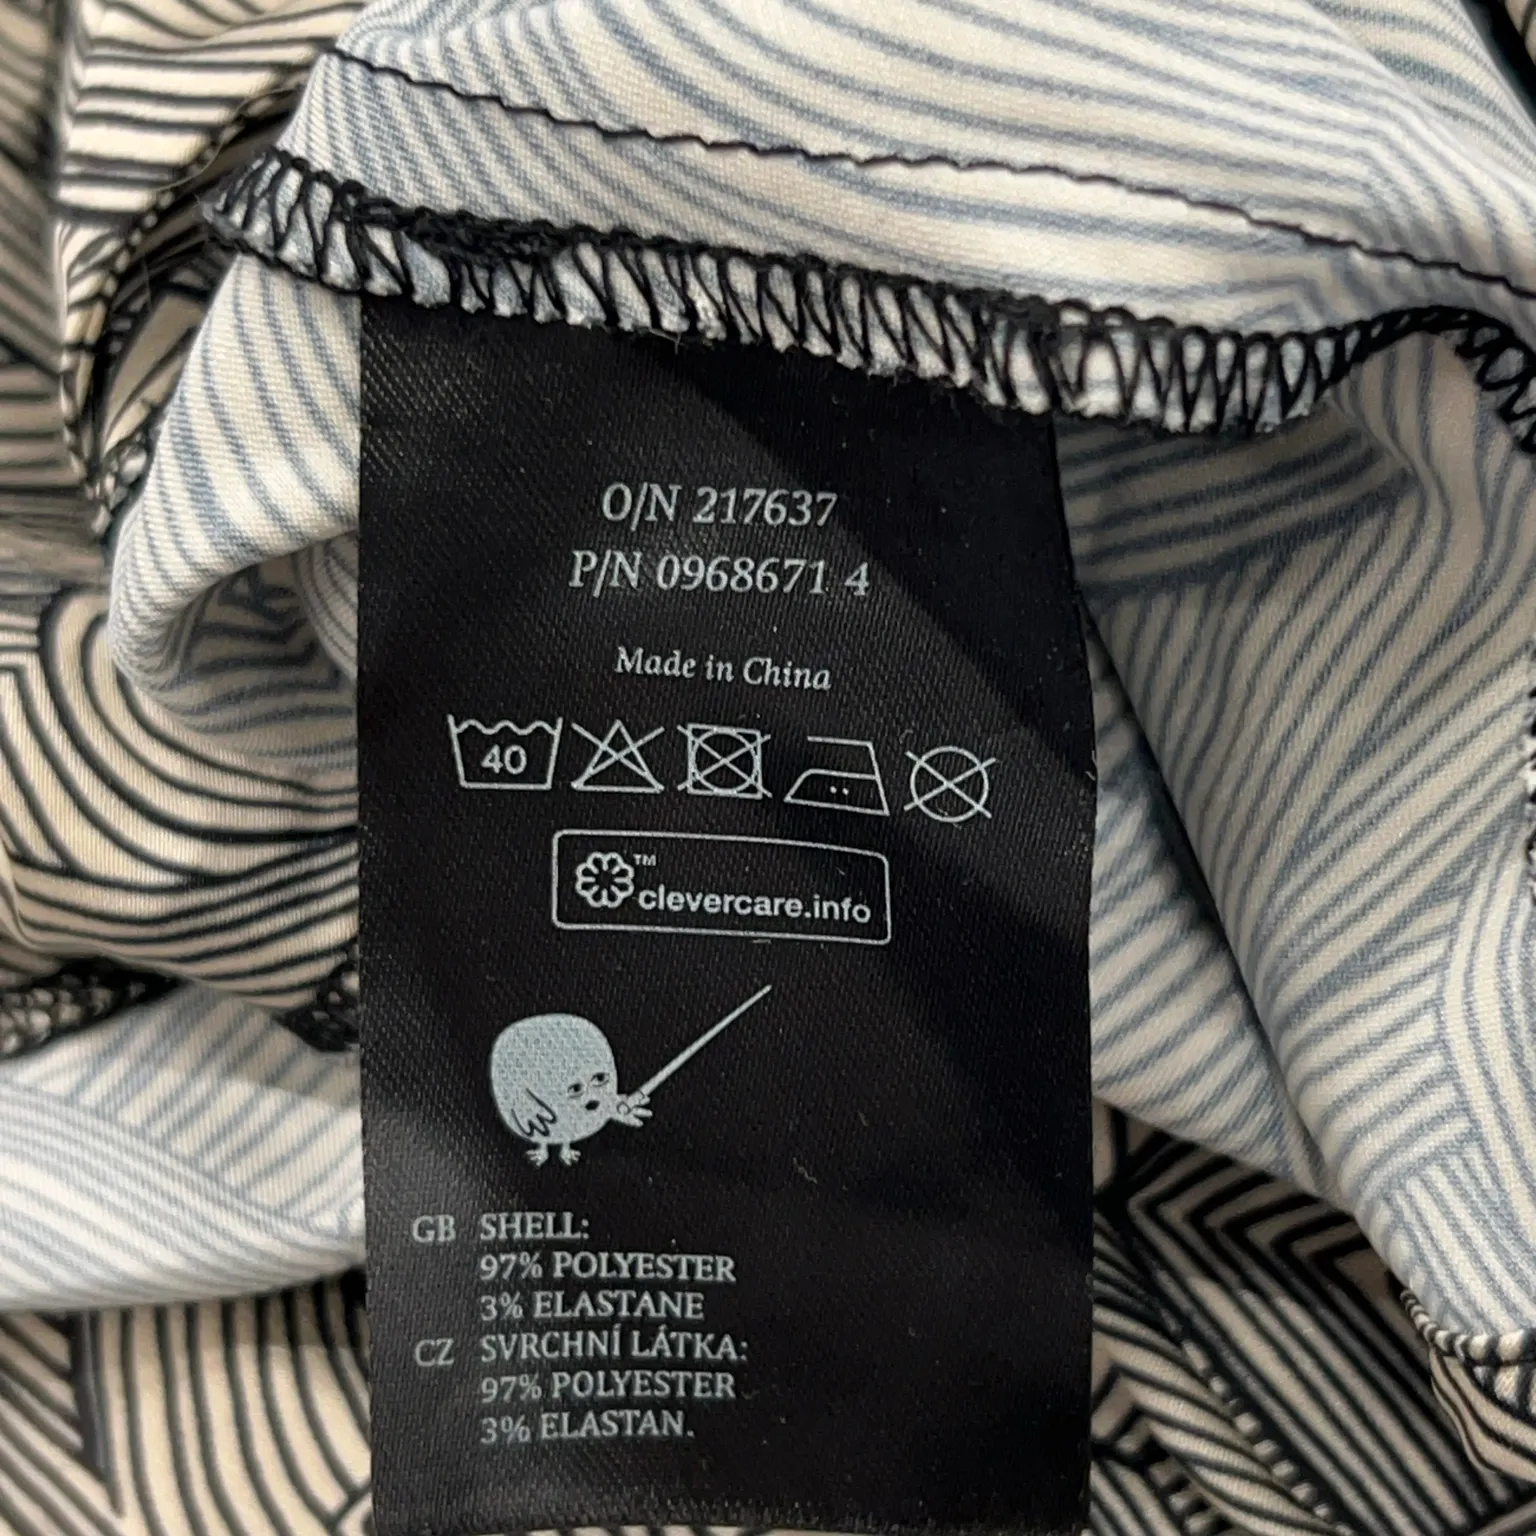 O/N 217637
P/N 0968671 4
Made in China
40
™ clevercare.info
GB SHELL:
97% POLYESTER
3% ELASTANE
CZ SVRCHNÍ LÁTKA:
97% POLYESTER
3% ELASTAN.